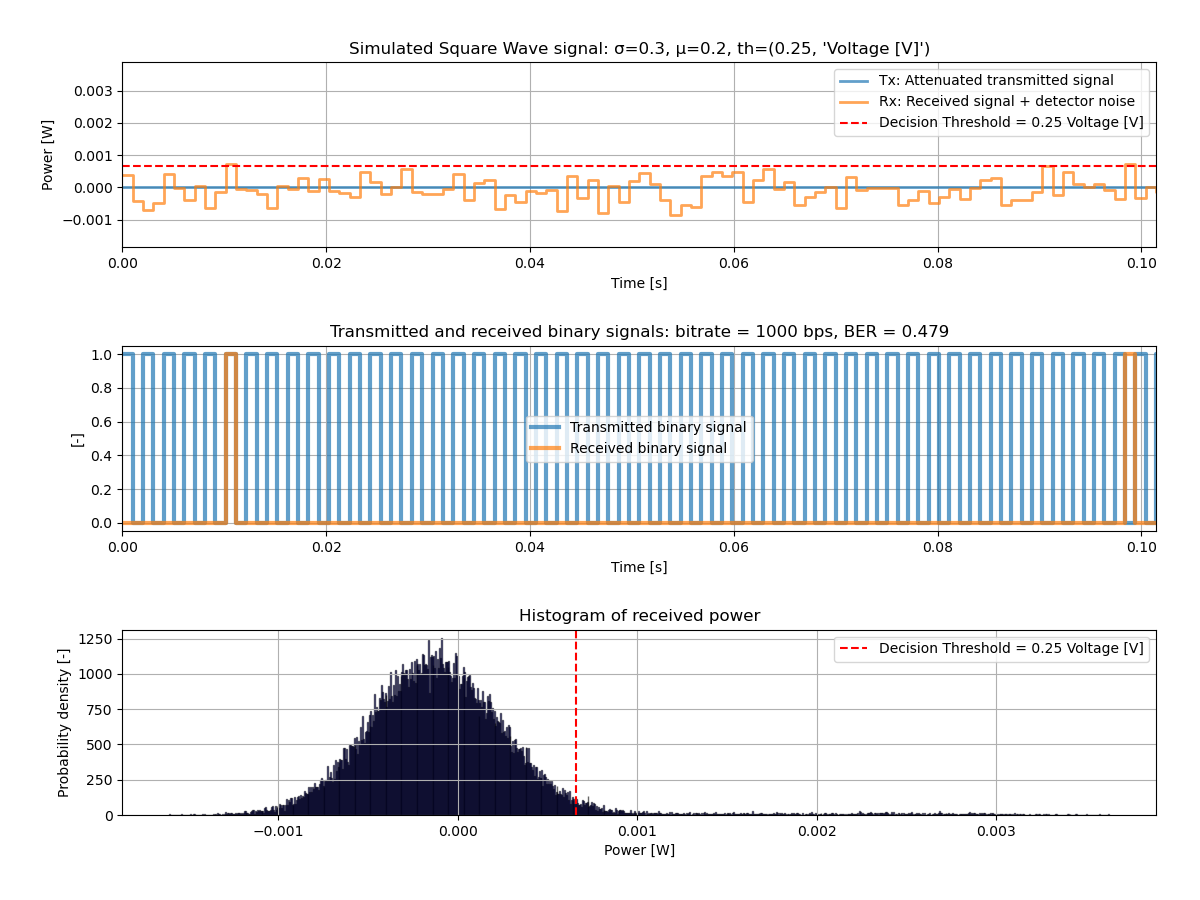 Simulated Square Wave signal: σ=0.3, μ=0.2, th=(0.25, 'Voltage [V]')
Power [W]
0.003
0.002
0.001
0.000
−0.001
Tx: Attenuated transmitted signal
Rx: Received signal + detector noise
Decision Threshold = 0.25 Voltage [V]
0.00 0.02 0.04 0.06 0.08 0.10
Time [s]
Transmitted and received binary signals: bitrate = 1000 bps, BER = 0.479
[-]
1.0
0.8
0.6
0.4
0.2
0.0
Transmitted binary signal
Received binary signal
0.00 0.02 0.04 0.06 0.08 0.10
Time [s]
Histogram of received power
Probability density [-]
1250
1000
750
500
250
0
Decision Threshold = 0.25 Voltage [V]
−0.001 0.000 0.001 0.002 0.003
Power [W]